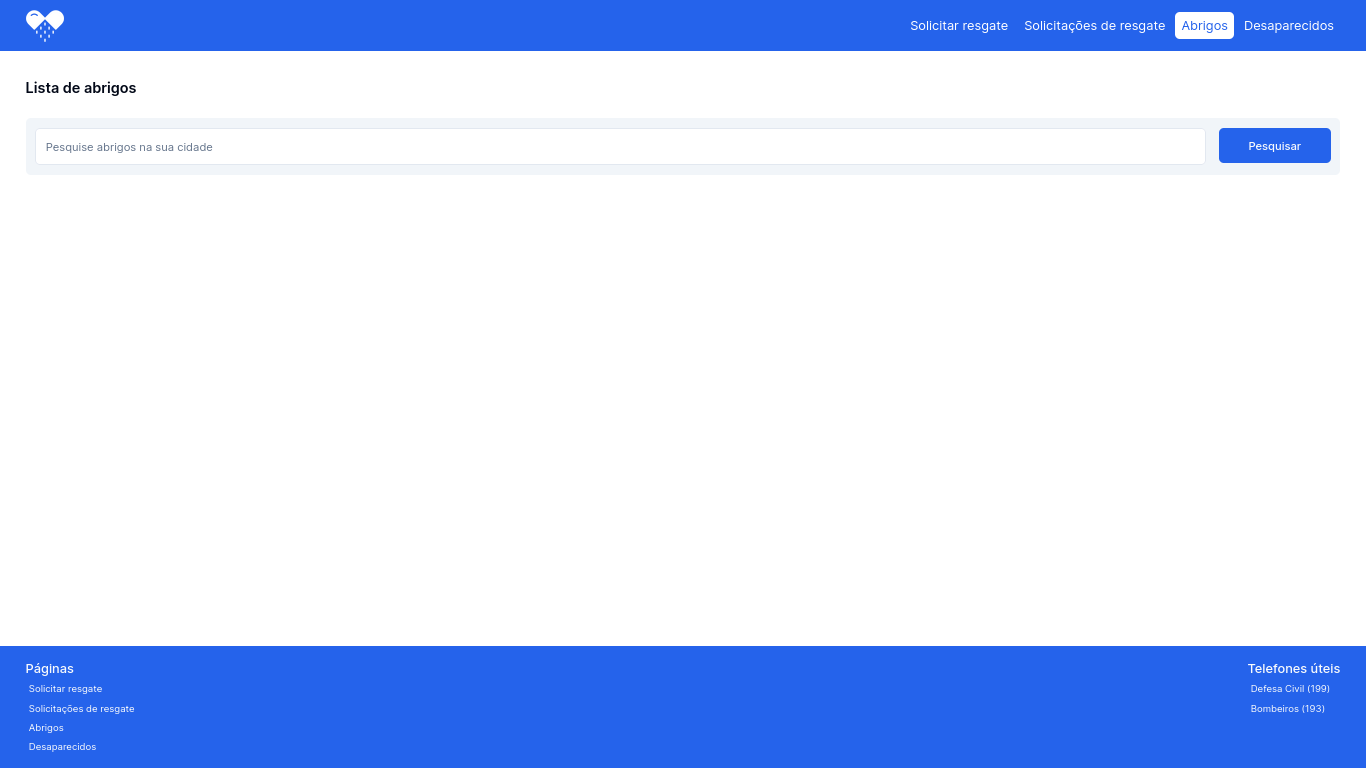 Solicitar resgate Solicitações de resgate Abrigos Desaparecidos
Lista de abrigos
Pesquise abrigos na sua cidade Pesquisar
Páginas
Solicitar resgate
Solicitações de resgate
Abrigos
Desaparecidos
Telefones úteis
Defesa Civil (199)
Bombeiros (193)